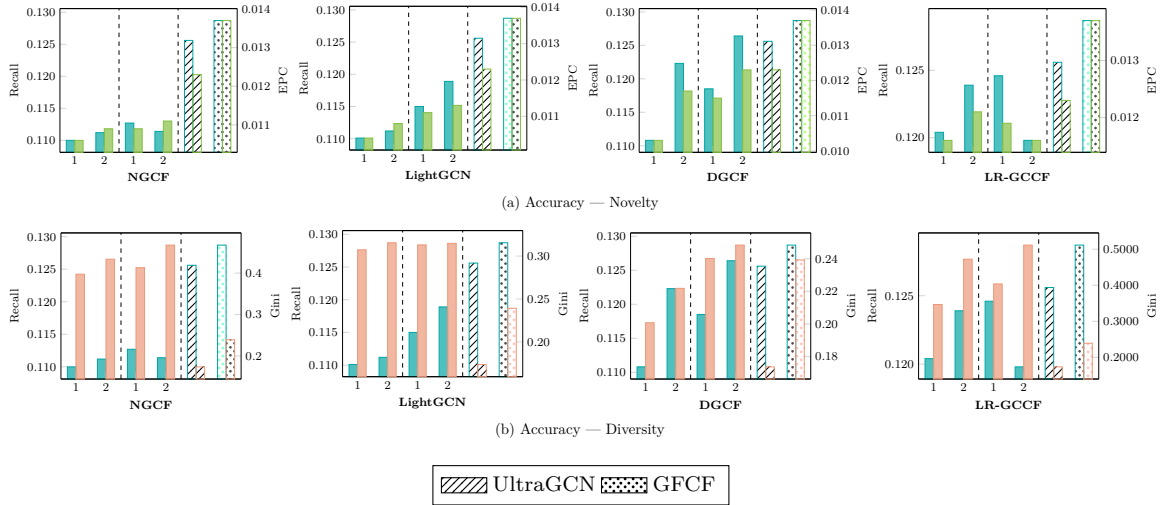 0.130
0.125
0.120
0.115
0.110
Recall
0.014
0.013
0.012
0.011
EPC
1 2 1 2
NGCF
0.130
0.125
0.120
0.115
0.110
Recall
0.014
0.013
0.012
0.011
EPC
1 2 1 2
LightGCN
0.130
0.125
0.120
0.115
0.110
Recall
0.014
0.013
0.012
0.011
0.010
EPC
1 2 1 2
DGCF
0.125
0.120
Recall
0.013
0.012
EPC
1 2 1 2
LR-GCCF
(a) Accuracy — Novelty
0.130
0.125
0.120
0.115
0.110
Recall
0.4
0.3
0.2
Gini
1 2 1 2
NGCF
0.130
0.125
0.120
0.115
0.110
Recall
0.30
0.25
0.20
Gini
1 2 1 2
LightGCN
0.130
0.125
0.120
0.115
0.110
Recall
0.24
0.22
0.20
0.18
Gini
1 2 1 2
DGCF
0.125
0.120
Recall
0.5000
0.4000
0.3000
0.2000
Gini
1 2 1 2
LR-GCCF
(b) Accuracy — Diversity
UltraGCN GFCF